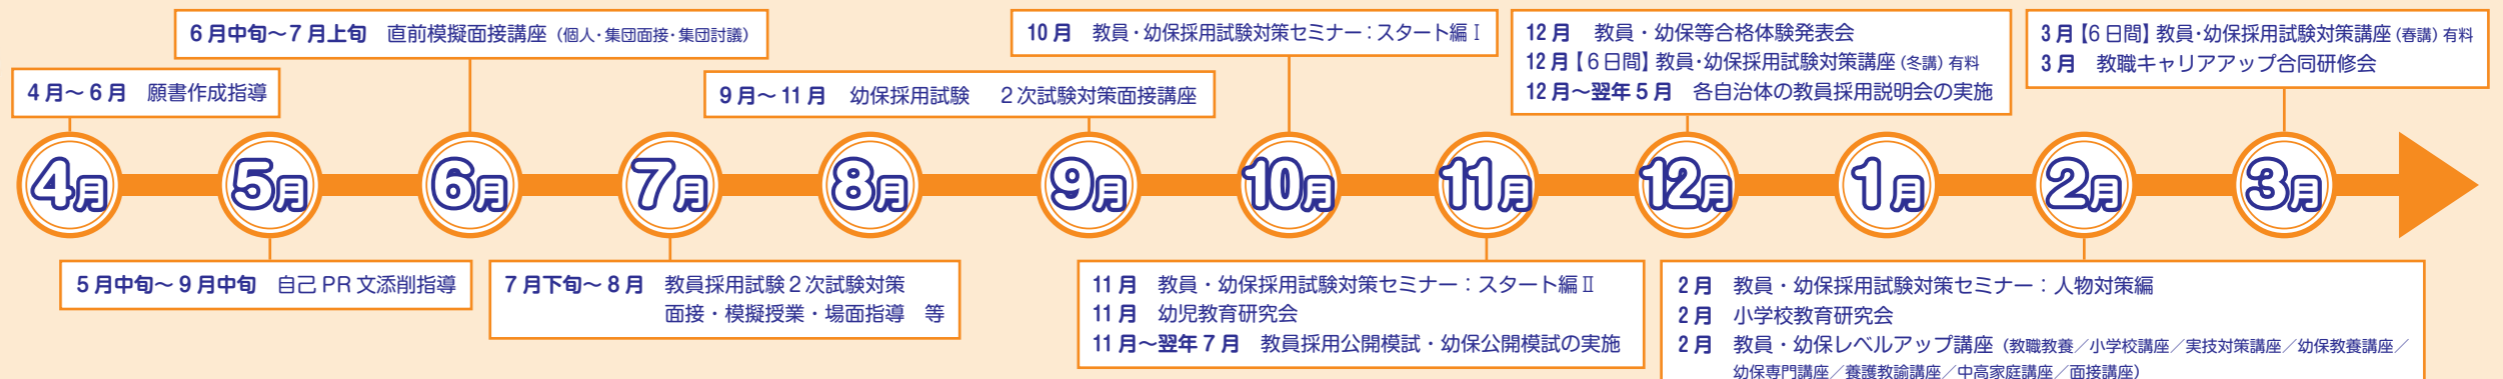 6月中旬〜7月上旬 直前模擬面接講座（個人・集団面接・集団討議）
4月〜6月 願書作成指導
10月 教員・幼保採用試験対策セミナー：スタート編Ⅰ
9月〜11月 幼保採用試験 2次試験対策面接講座
12月 教員・幼保等合格体験発表会
12月【6日間】教員・幼保採用試験対策講座（冬講）有料
12月〜翌年5月 各自治体の教員採用説明会の実施
3月【6日間】教員・幼保採用試験対策講座（春講）有料
3月 教職キャリアアップ合同研修会
4月 5月 6月 7月 8月 9月 10月 11月 12月 1月 2月 3月
5月中旬〜9月中旬 自己PR文添削指導
7月下旬〜8月 教員採用試験2次試験対策
面接・模擬授業・場面指導 等
11月 教員・幼保採用試験対策セミナー：スタート編Ⅱ
11月 幼児教育研究会
11月〜翌年7月 教員採用公開模試・幼保公開模試の実施
2月 教員・幼保採用試験対策セミナー：人物対策編
2月 小学校教育研究会
2月 教員・幼保レベルアップ講座（教職教養／小学校講座／実技対策講座／幼保教養講座／
幼保専門講座／養護教諭講座／中高家庭講座／面接講座）